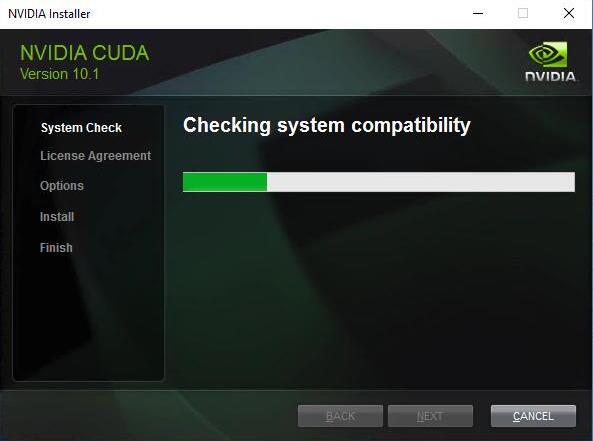 NVIDIA Installer
NVIDIA CUDA
Version 10.1
NVIDIA.
System Check
License Agreement
Options
Install
Finish
Checking system compatibility
BACK
NEXT
CANCEL